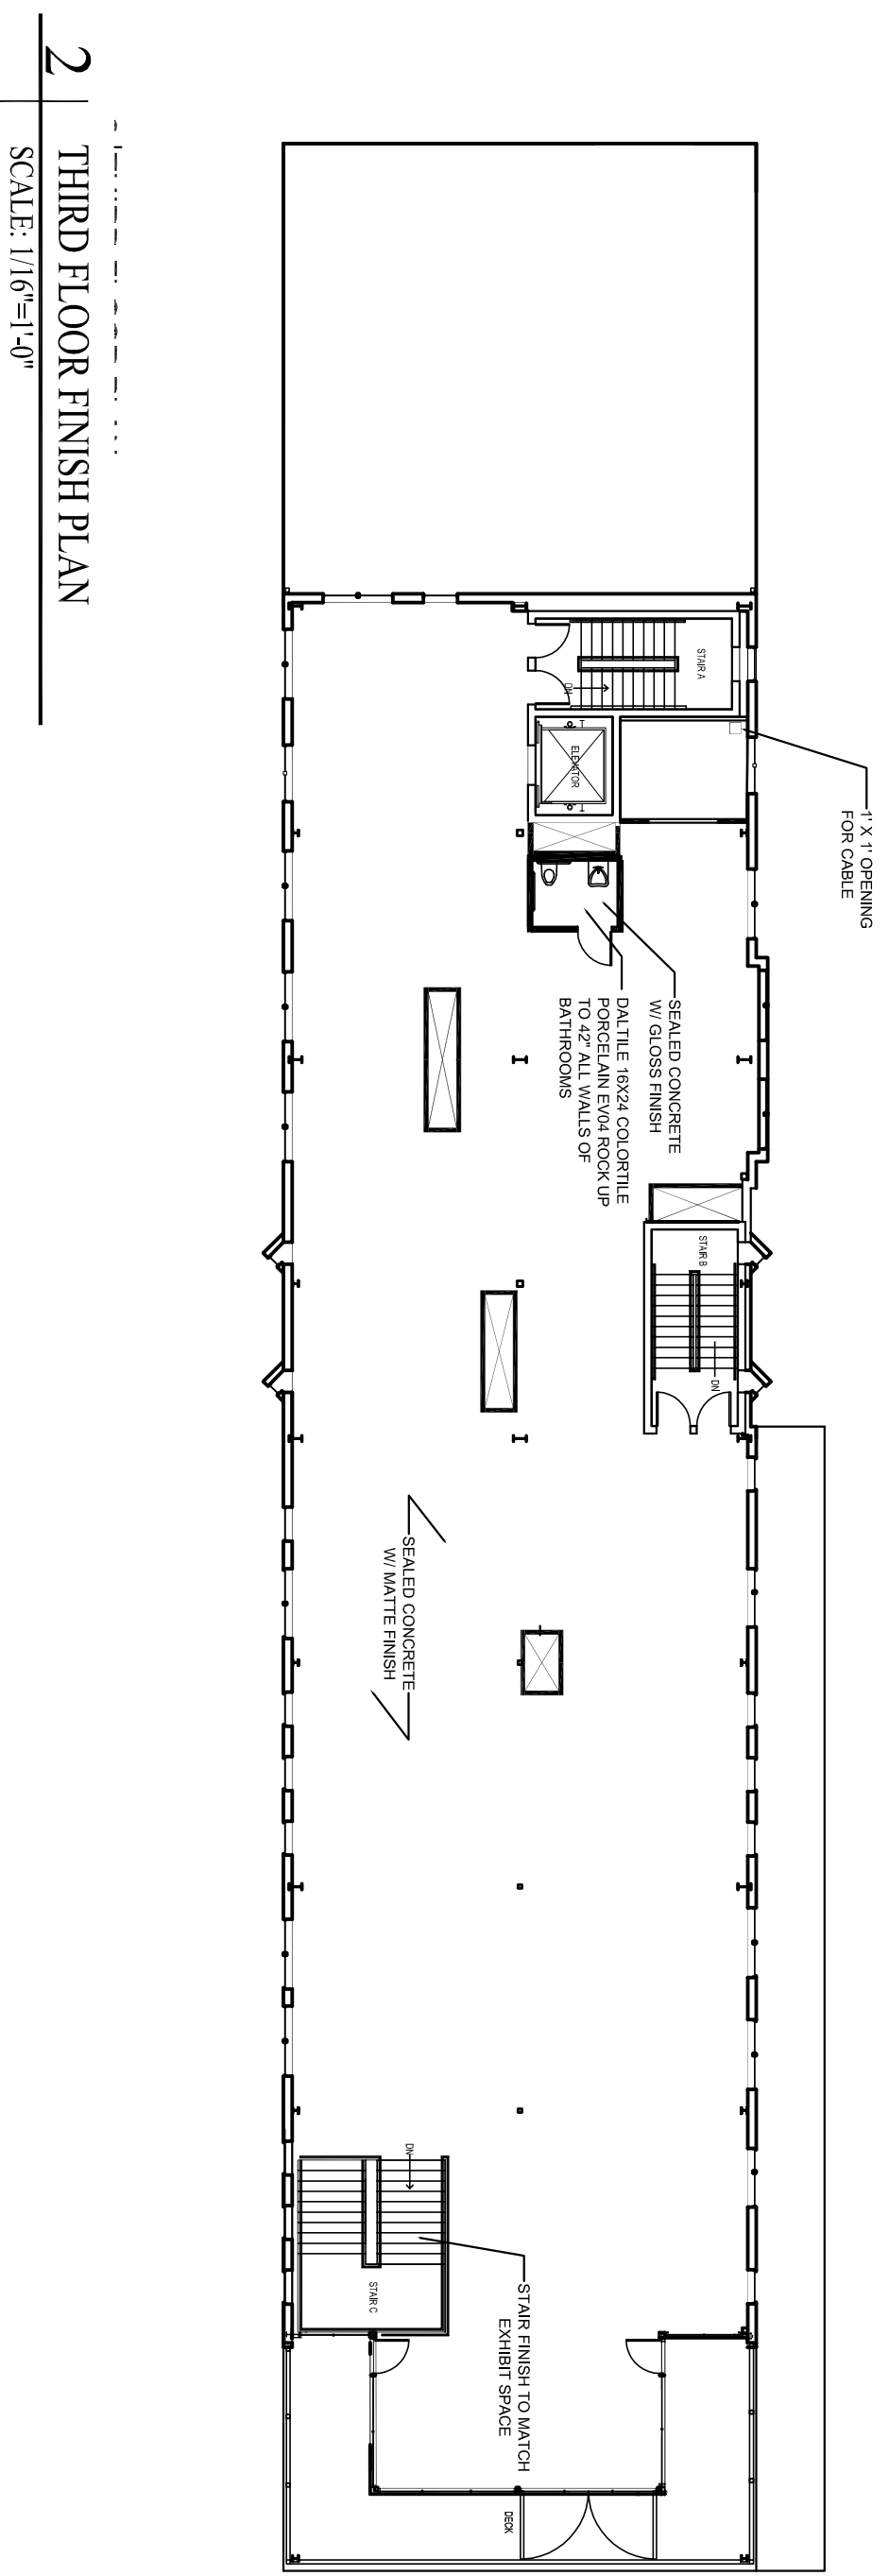 1' X 1' OPENING
FOR CABLE
STAIR A
DN
ELEVATOR
SEALED CONCRETE
W/ GLOSS FINISH
DALTILE 16X24 COLORTILE
PORCELAIN EV04 ROCK UP
TO 42" ALL WALLS OF
BATHROOMS
STAIR B
DN
SEALED CONCRETE
W/ MATTE FINISH
DN
STAIR C
STAIR FINISH TO MATCH
EXHIBIT SPACE
DECK
2
THIRD FLOOR FINISH PLAN
SCALE: 1/16"=1'-0"